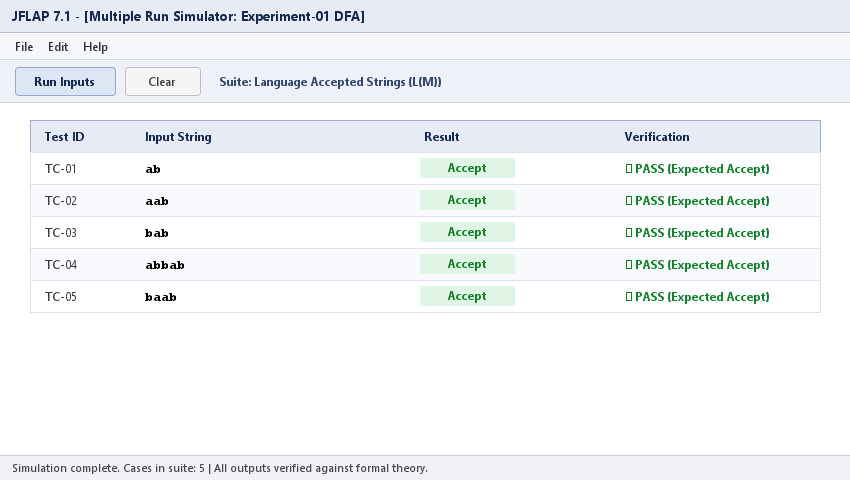 JFLAP 7.1 - [Multiple Run Simulator: Experiment-01 DFA]
File Edit Help
Run Inputs Clear Suite: Language Accepted Strings (L(M))
Test ID Input String Result Verification
TC-01 ab Accept PASS (Expected Accept)
TC-02 aab Accept PASS (Expected Accept)
TC-03 bab Accept PASS (Expected Accept)
TC-04 abbab Accept PASS (Expected Accept)
TC-05 baab Accept PASS (Expected Accept)
Simulation complete. Cases in suite: 5 | All outputs verified against formal theory.